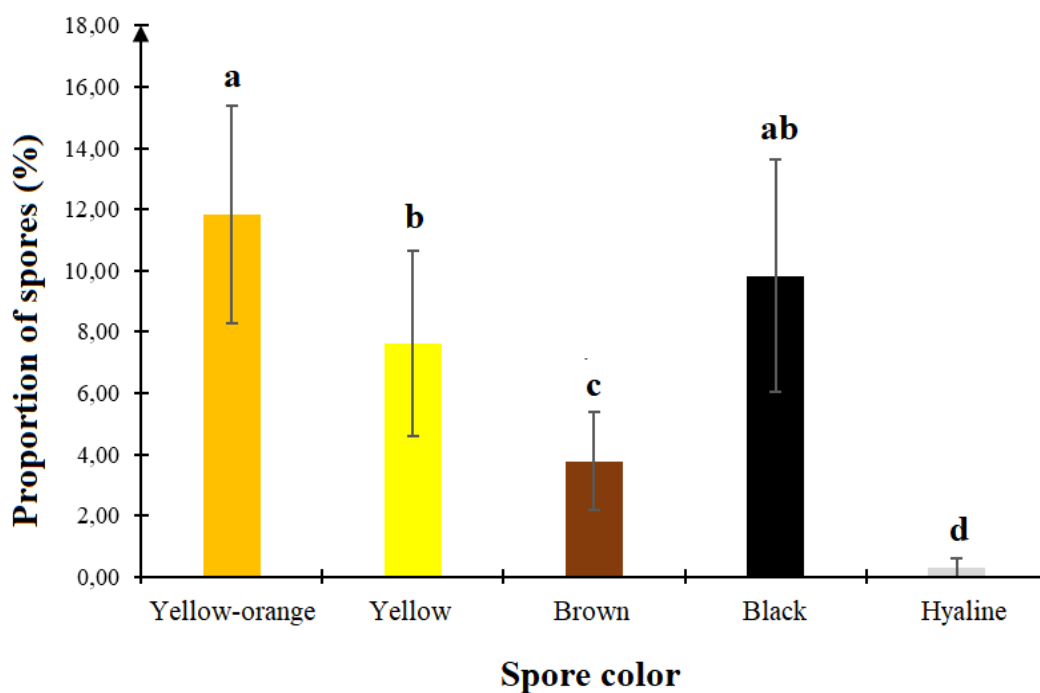 Proportion of spores (%)
18,00
16,00
14,00
12,00
10,00
8,00
6,00
4,00
2,00
0,00
a
b
c
ab
d
Yellow-orange
Yellow
Brown
Black
Hyaline
Spore color